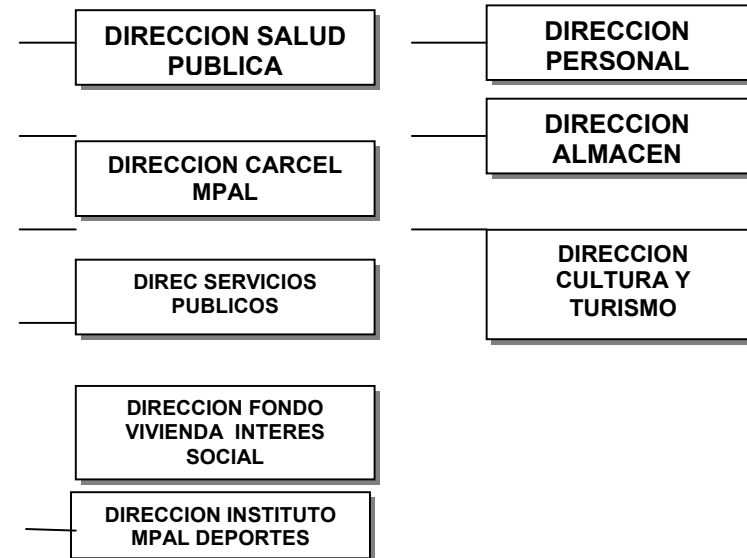 DIRECCION SALUD
PUBLICA
DIRECCION CARCEL
MPAL
DIREC SERVICIOS
PUBLICOS
DIRECCION FONDO
VIVIENDA  INTERES
SOCIAL
DIRECCION INSTITUTO
MPAL DEPORTES
DIRECCION
PERSONAL
DIRECCION
ALMACEN
DIRECCION
CULTURA Y
TURISMO